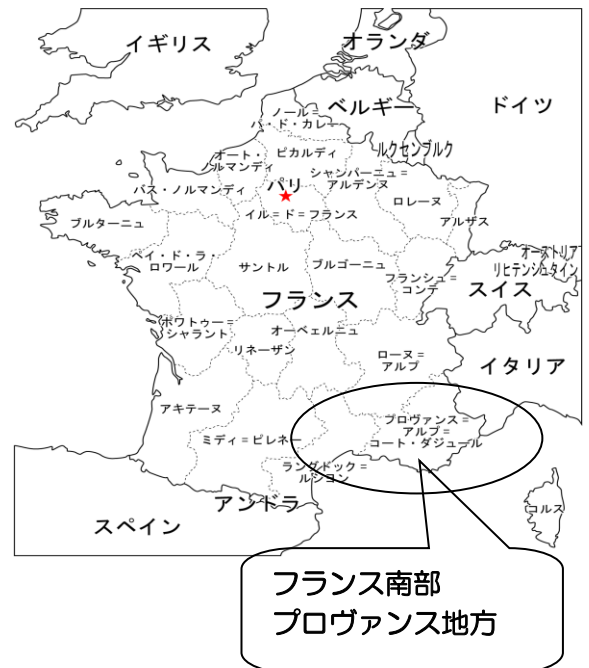 イギリス
オランダ
ベルギー
ドイツ
ノール＝
パ・ド・カレー
ルクセンブルク
ピカルディ
オート・
ノルマンディ
シャンパーニュ＝
アルデンヌ
バス・ノルマンディ
パリ
ロレーヌ
イル＝ド＝フランス
アルザス
ブルターニュ
ペイ・ド・ラ・
ロワール
サントル
ブルゴーニュ
フランシュ＝
コンテ
オーストリア
リヒテンシュタイン
スイス
フランス
ポワトゥー＝
シャラント
オーベェルニュ
リネーザン
ローヌ＝
アルプ
イタリア
アキテーヌ
プロヴァンス＝
アルプ＝
コート・ダジュール
ミディ＝ピレネー
ラングドック＝
ルシヨン
アンドラ
コルス
スペイン
フランス南部
プロヴァンス地方